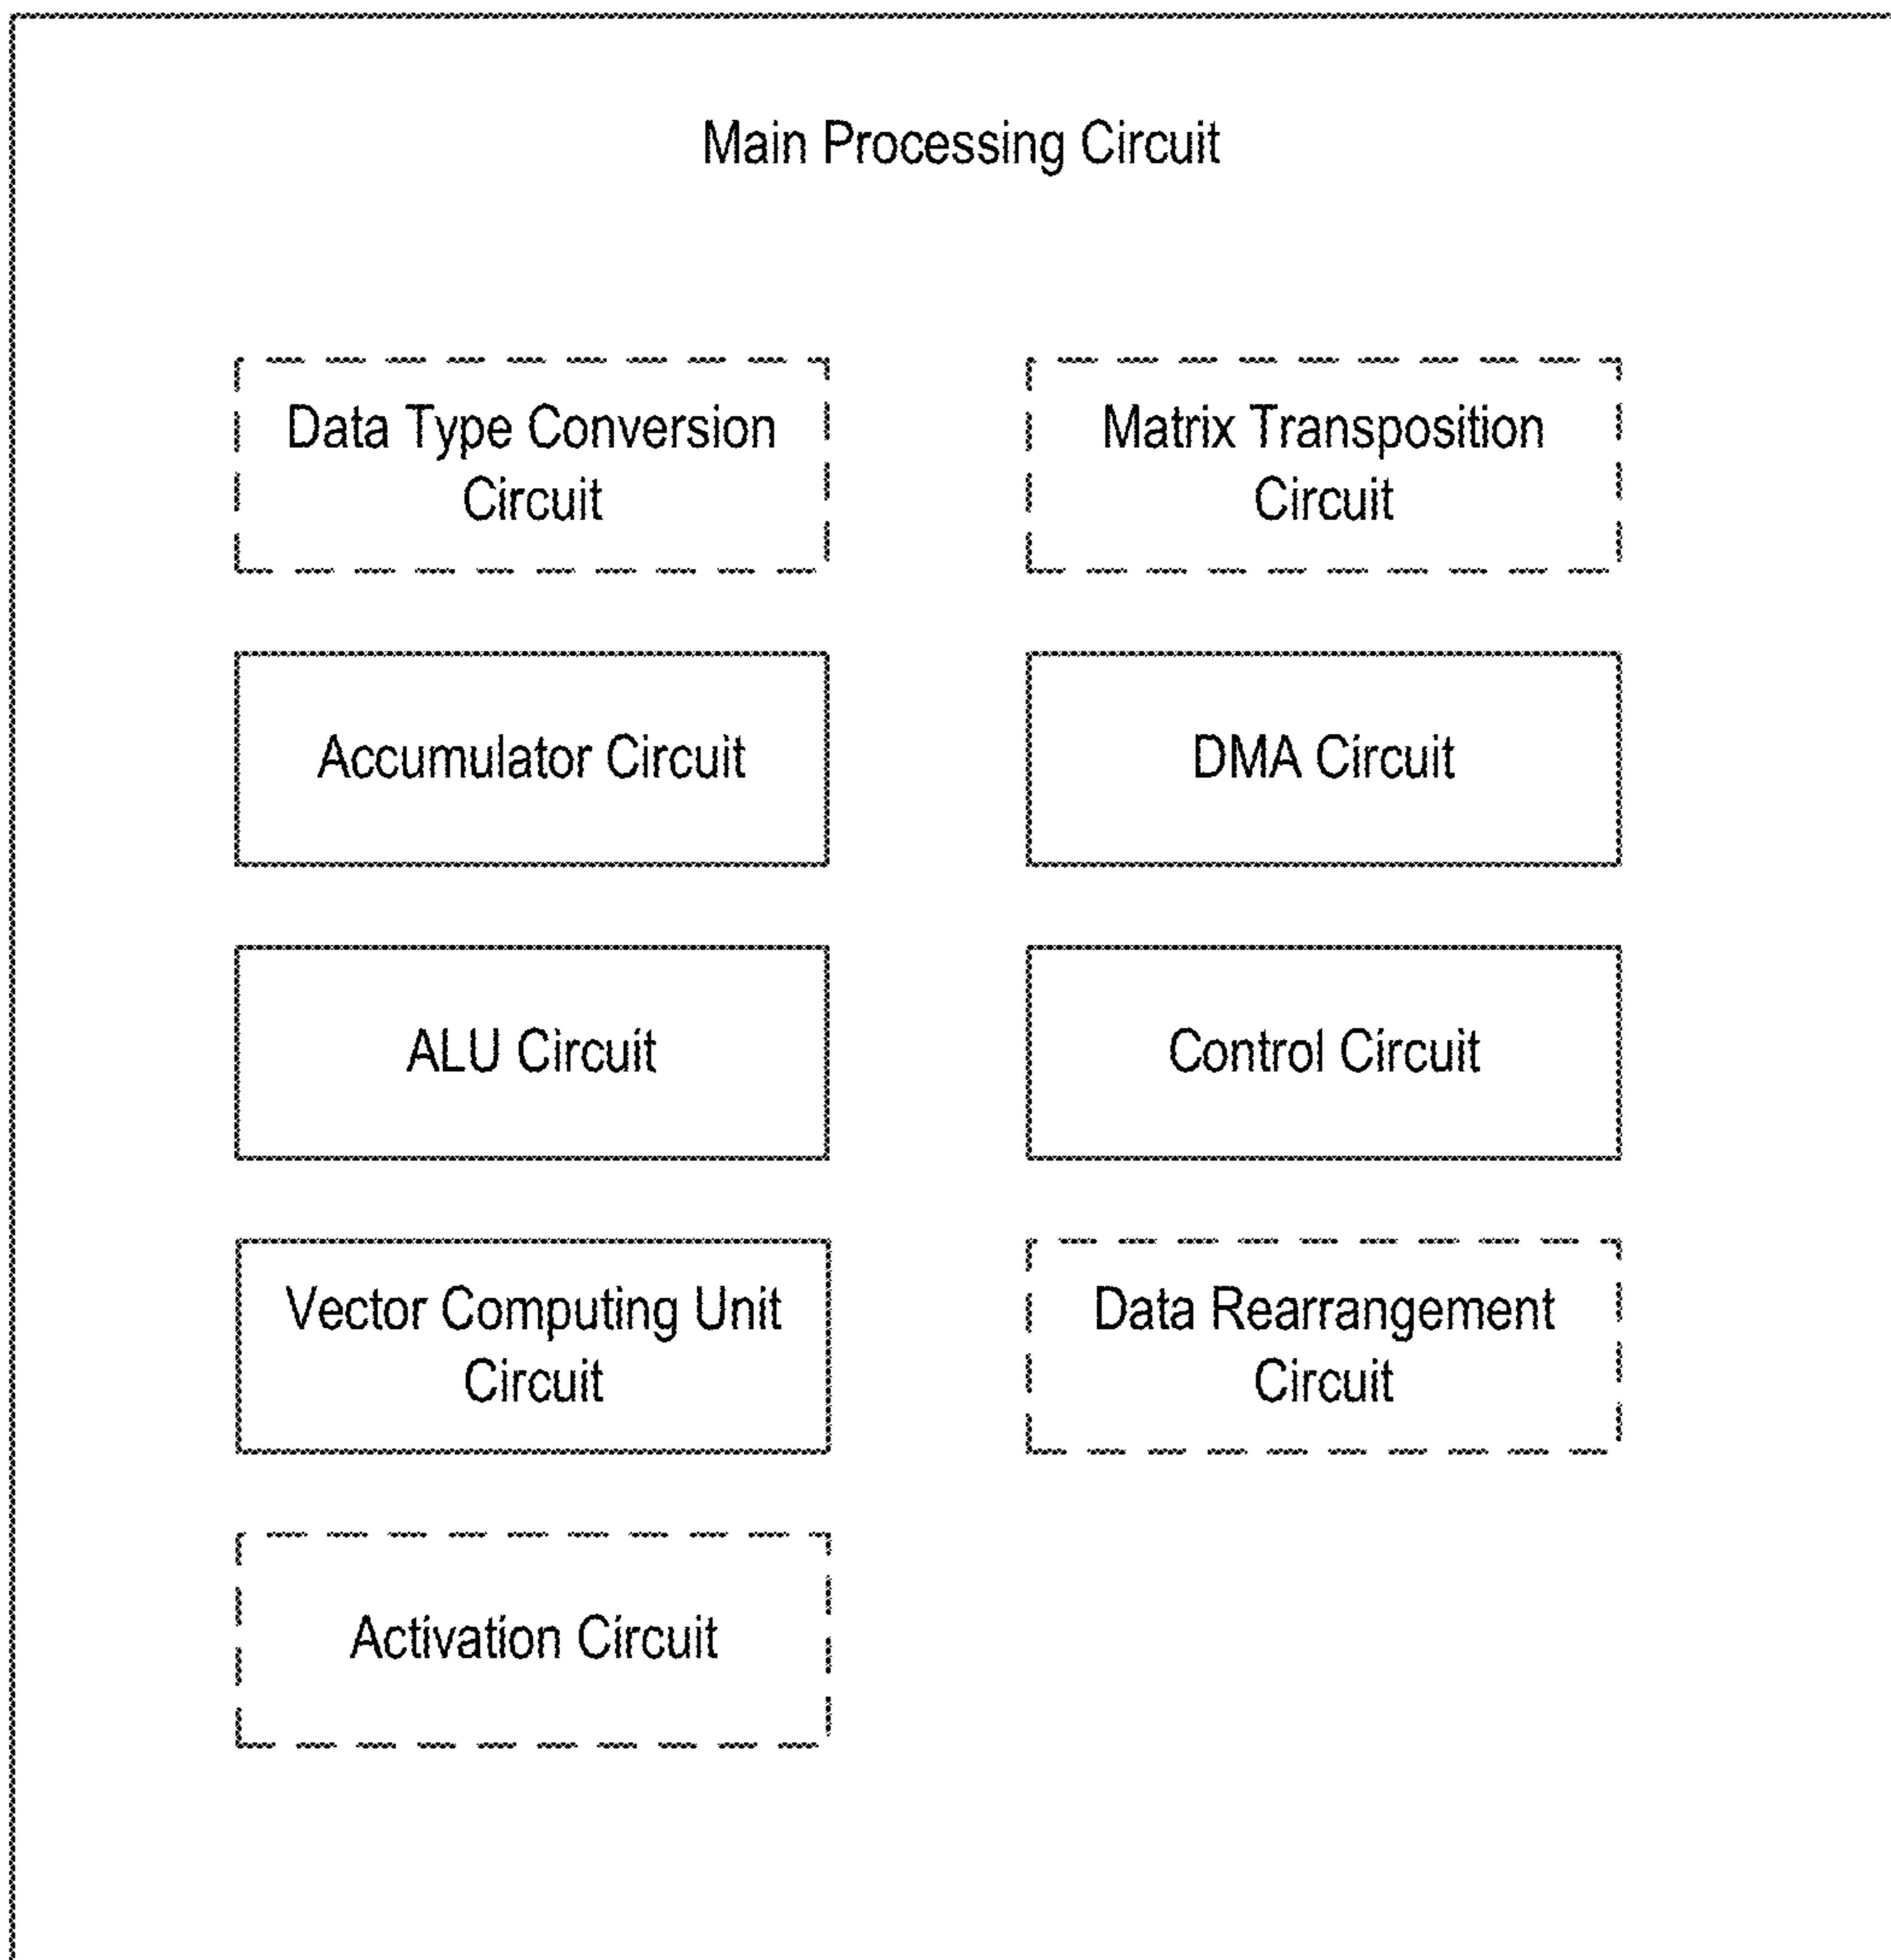 Main Processing Circuit
Data Type Conversion
Circuit
Matrix Transposition
Circuit
Accumulator Circuit
DMA Circuit
ALU Circuit
Control Circuit
Vector Computing Unit
Circuit
Data Rearrangement
Circuit
Activation Circuit